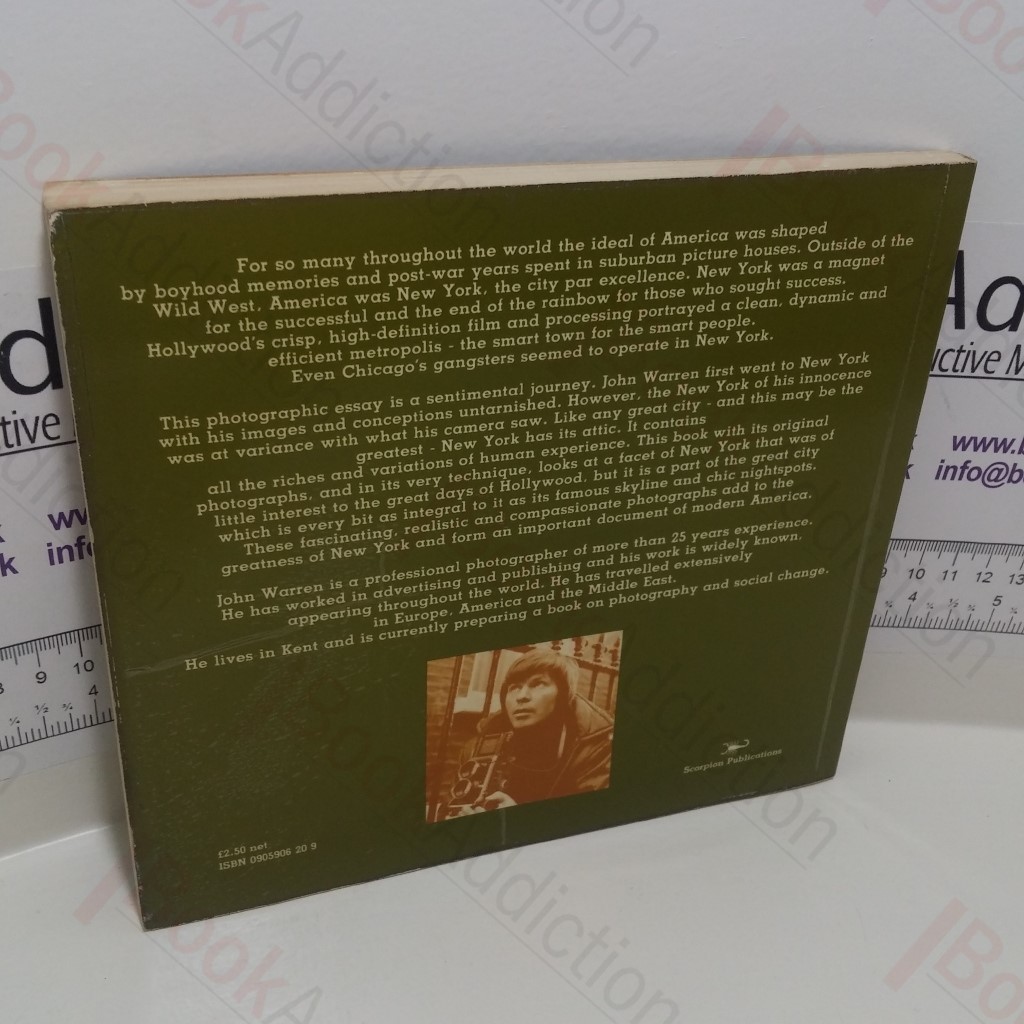 For so many throughout the world the ideal of America was shaped
by boyhood memories and post-war years spent in suburban picture houses. Outside of the
Wild West, America was New York, the city par excellence. New York was a magnet
for the successful and the end of the rainbow for those who sought success.
Hollywood's crisp, high-definition film and processing portrayed a clean, dynamic and
efficient metropolis - the smart town for the smart people.
Even Chicago's gangsters seemed to operate in New York.
This photographic essay is a sentimental journey. John Warren first went to New York
with his images and conceptions untarnished. However, the New York of his innocence
was at variance with what his camera saw. Like any great city - and this may be the
greatest - New York has its attic. It contains
all the riches and variations of human experience. This book with its original
photographs, and in its very technique, looks at a facet of New York that was of
little interest to the great days of Hollywood, but it is a part of the great city
which is every bit as integral to it as its famous skyline and chic nightspots.
These fascinating, realistic and compassionate photographs add to the
greatness of New York and form an important document of modern America.
John Warren is a professional photographer of more than 25 years experience.
He has worked in advertising and publishing and his work is widely known.
appearing throughout the world. He has travelled extensively
in Europe, America and the Middle East.
He lives in Kent and is currently preparing a book on photography and social change.
Scorpion Publications
£2.50 net
ISBN 0905906 20 9
Ad
uctive M
www.b
info@b
d
tive
ww
k info
8 9 10
4
9 10 11 12 13
4 5
BookAddiction